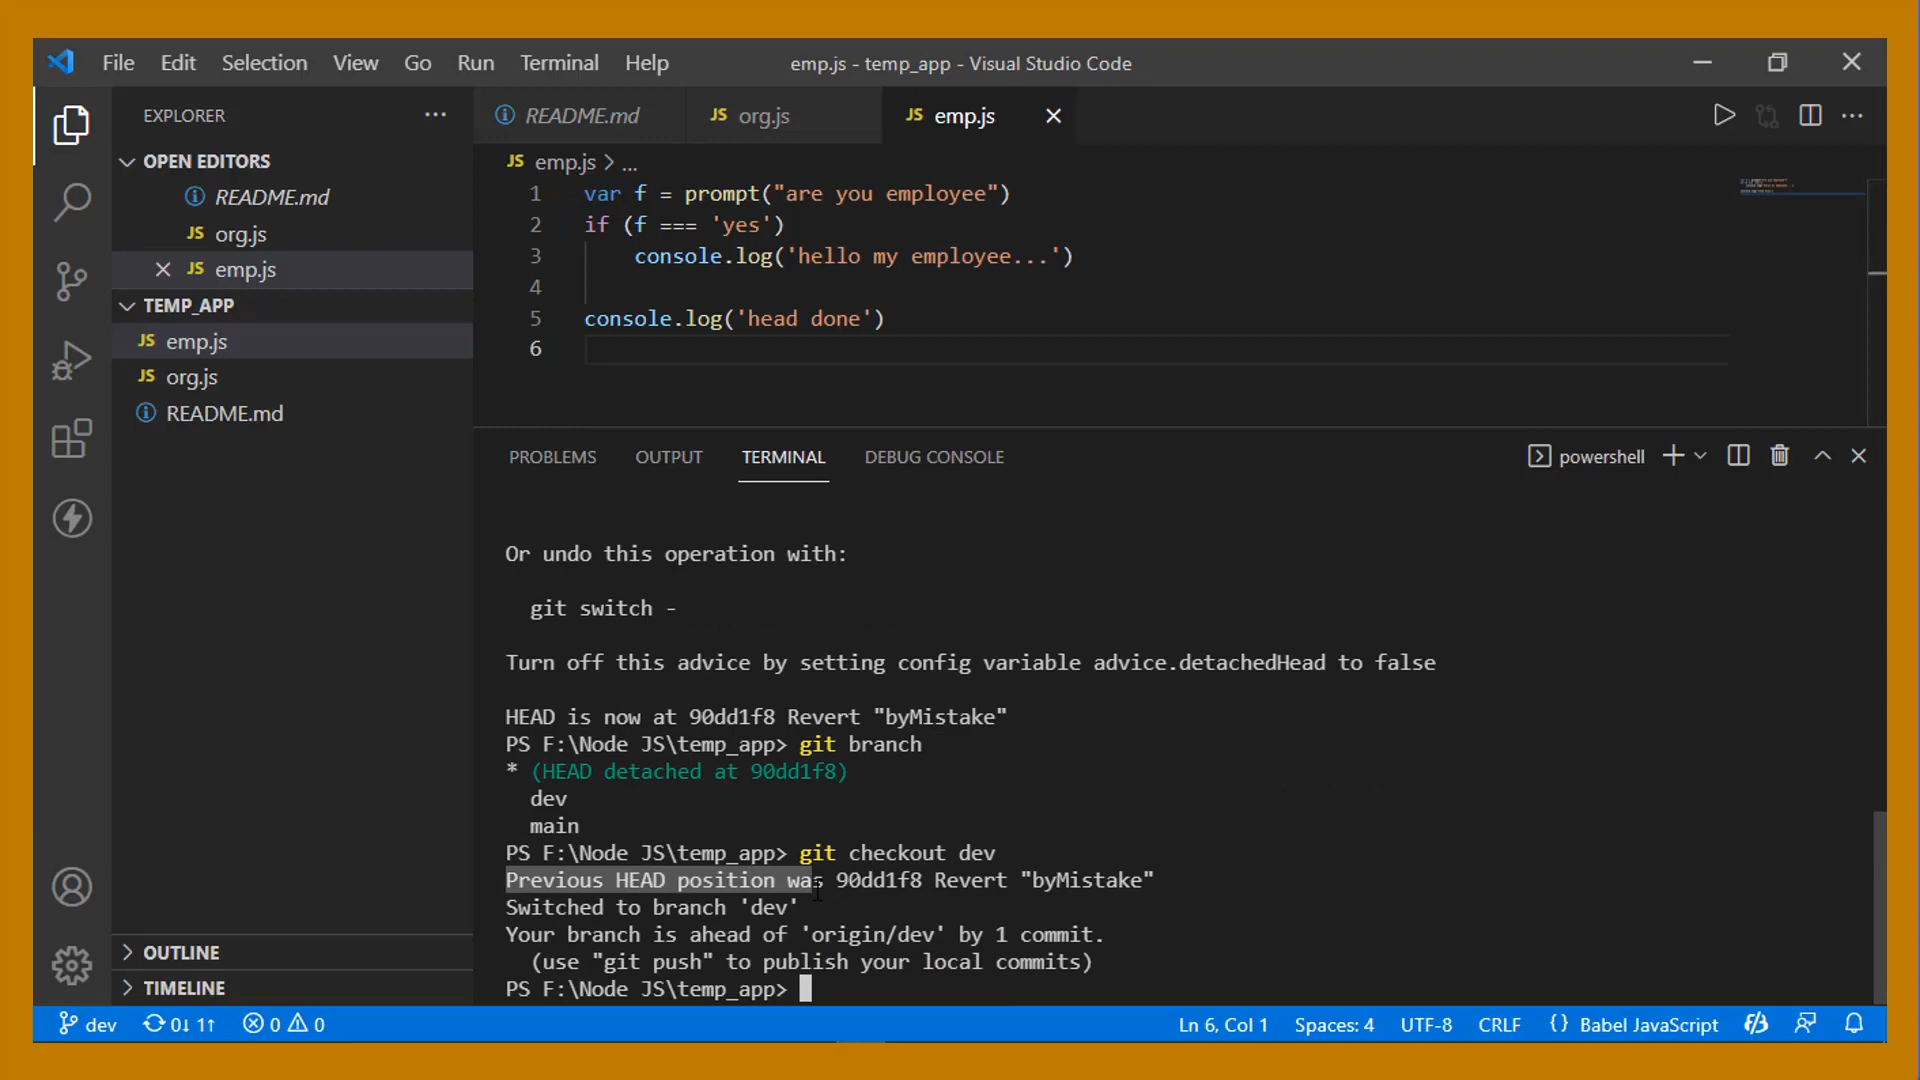 File Edit Selection View Go Run Terminal Help emp.js - temp_app - Visual Studio Code
EXPLORER
OPEN EDITORS
README.md
org.js
emp.js
TEMP_APP
JS emp.js
JS org.js
README.md
OUTLINE
TIMELINE
README.md JS org.js JS emp.js
JS emp.js > ...
1 var f = prompt("are you employee")
2 if (f === 'yes')
3 console.log('hello my employee...')
4
5 console.log('head done')
6
PROBLEMS OUTPUT TERMINAL DEBUG CONSOLE powershell
Or undo this operation with:
git switch -
Turn off this advice by setting config variable advice.detachedHead to false
HEAD is now at 90dd1f8 Revert "byMistake"
PS F:\Node JS\temp_app> git branch
* (HEAD detached at 90dd1f8)
dev
main
PS F:\Node JS\temp_app> git checkout dev
Previous HEAD position was 90dd1f8 Revert "byMistake"
Switched to branch 'dev'
Your branch is ahead of 'origin/dev' by 1 commit.
(use "git push" to publish your local commits)
PS F:\Node JS\temp_app>
dev 0↓ 1↑ 0 0 Ln 6, Col 1 Spaces: 4 UTF-8 CRLF {} Babel JavaScript